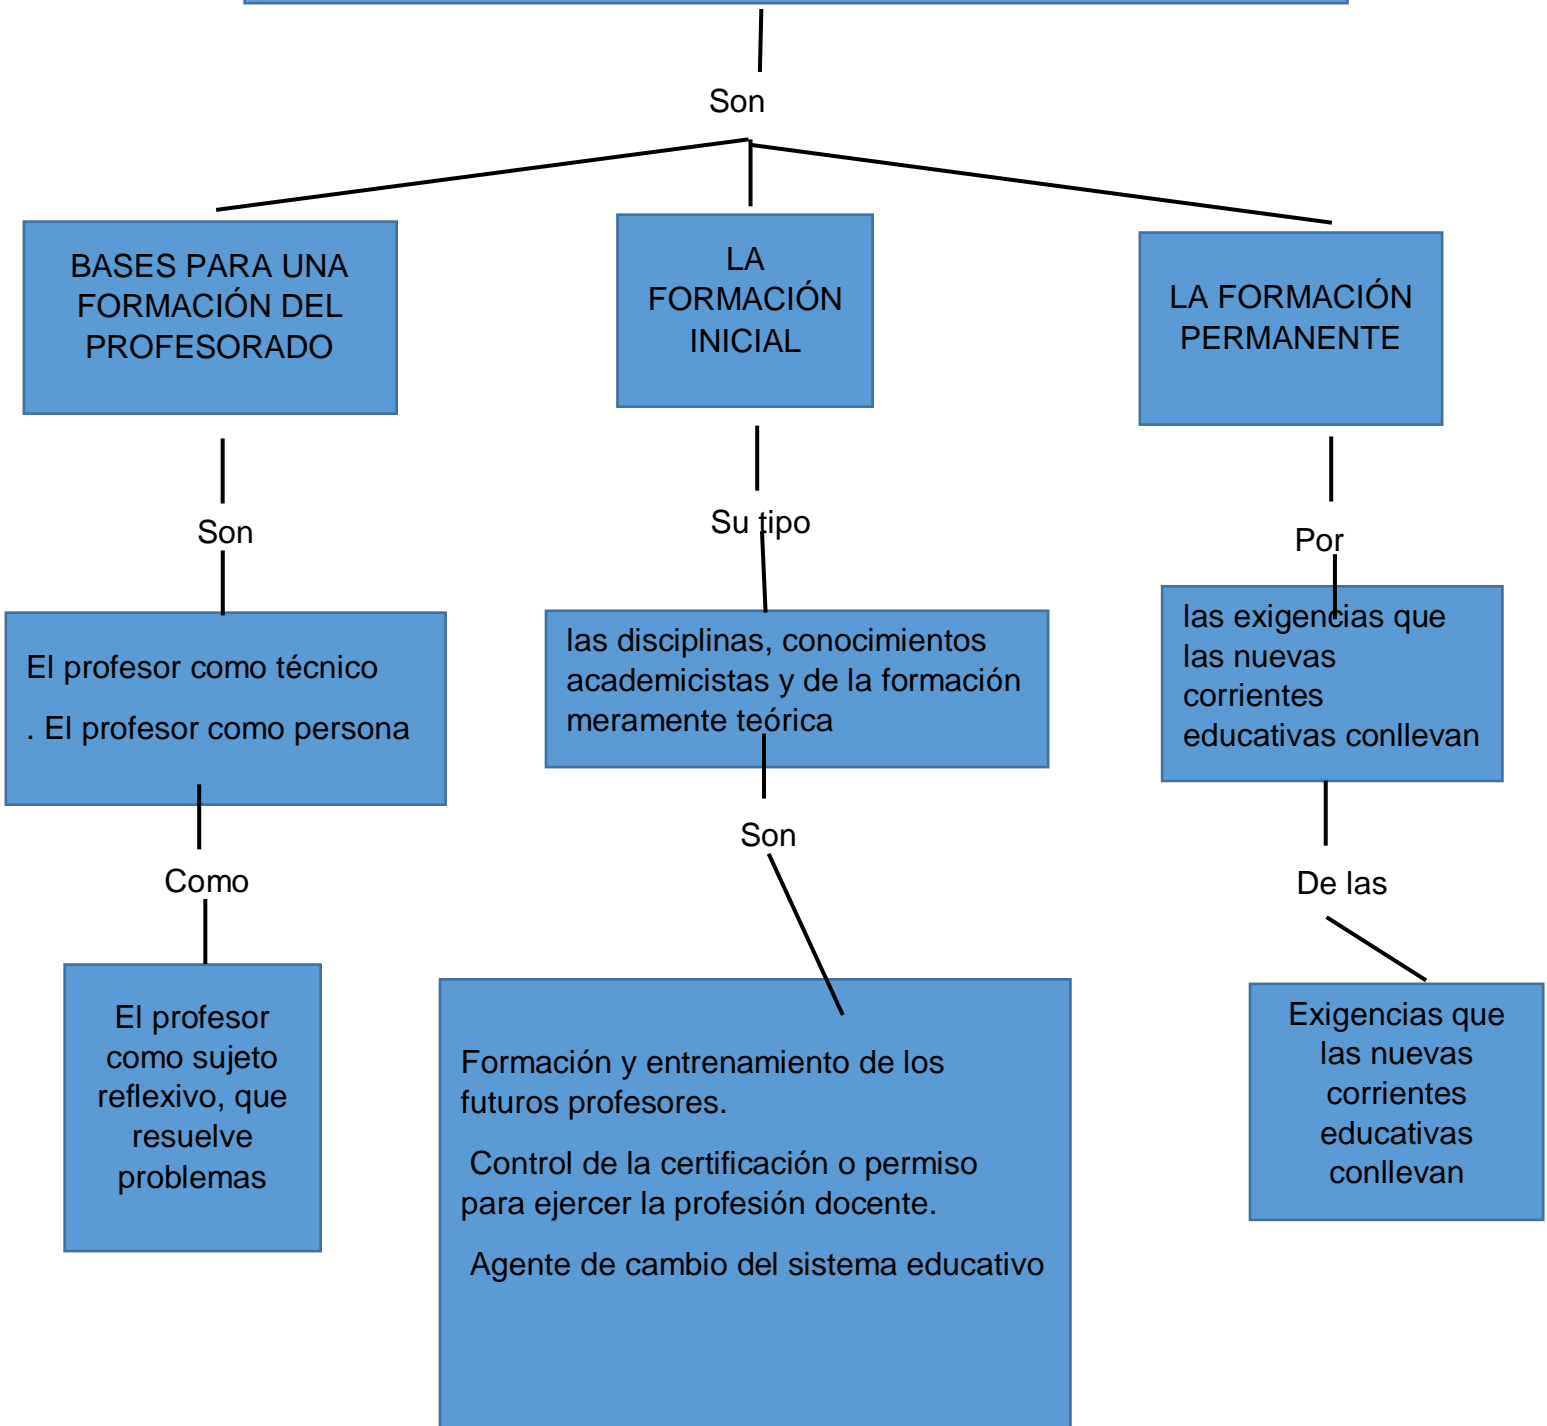 Son
BASES PARA UNA
FORMACIÓN DEL
PROFESORADO
LA
FORMACIÓN
INICIAL
LA FORMACIÓN
PERMANENTE
Son
Su tipo
Por
El profesor como técnico
. El profesor como persona
las disciplinas, conocimientos
academicistas y de la formación
meramente teórica
las exigencias que
las nuevas
corrientes
educativas conllevan
Como
Son
De las
El profesor
como sujeto
reflexivo, que
resuelve
problemas
Formación y entrenamiento de los
futuros profesores.
Control de la certificación o permiso
para ejercer la profesión docente.
Agente de cambio del sistema educativo
Exigencias que
las nuevas
corrientes
educativas
conllevan